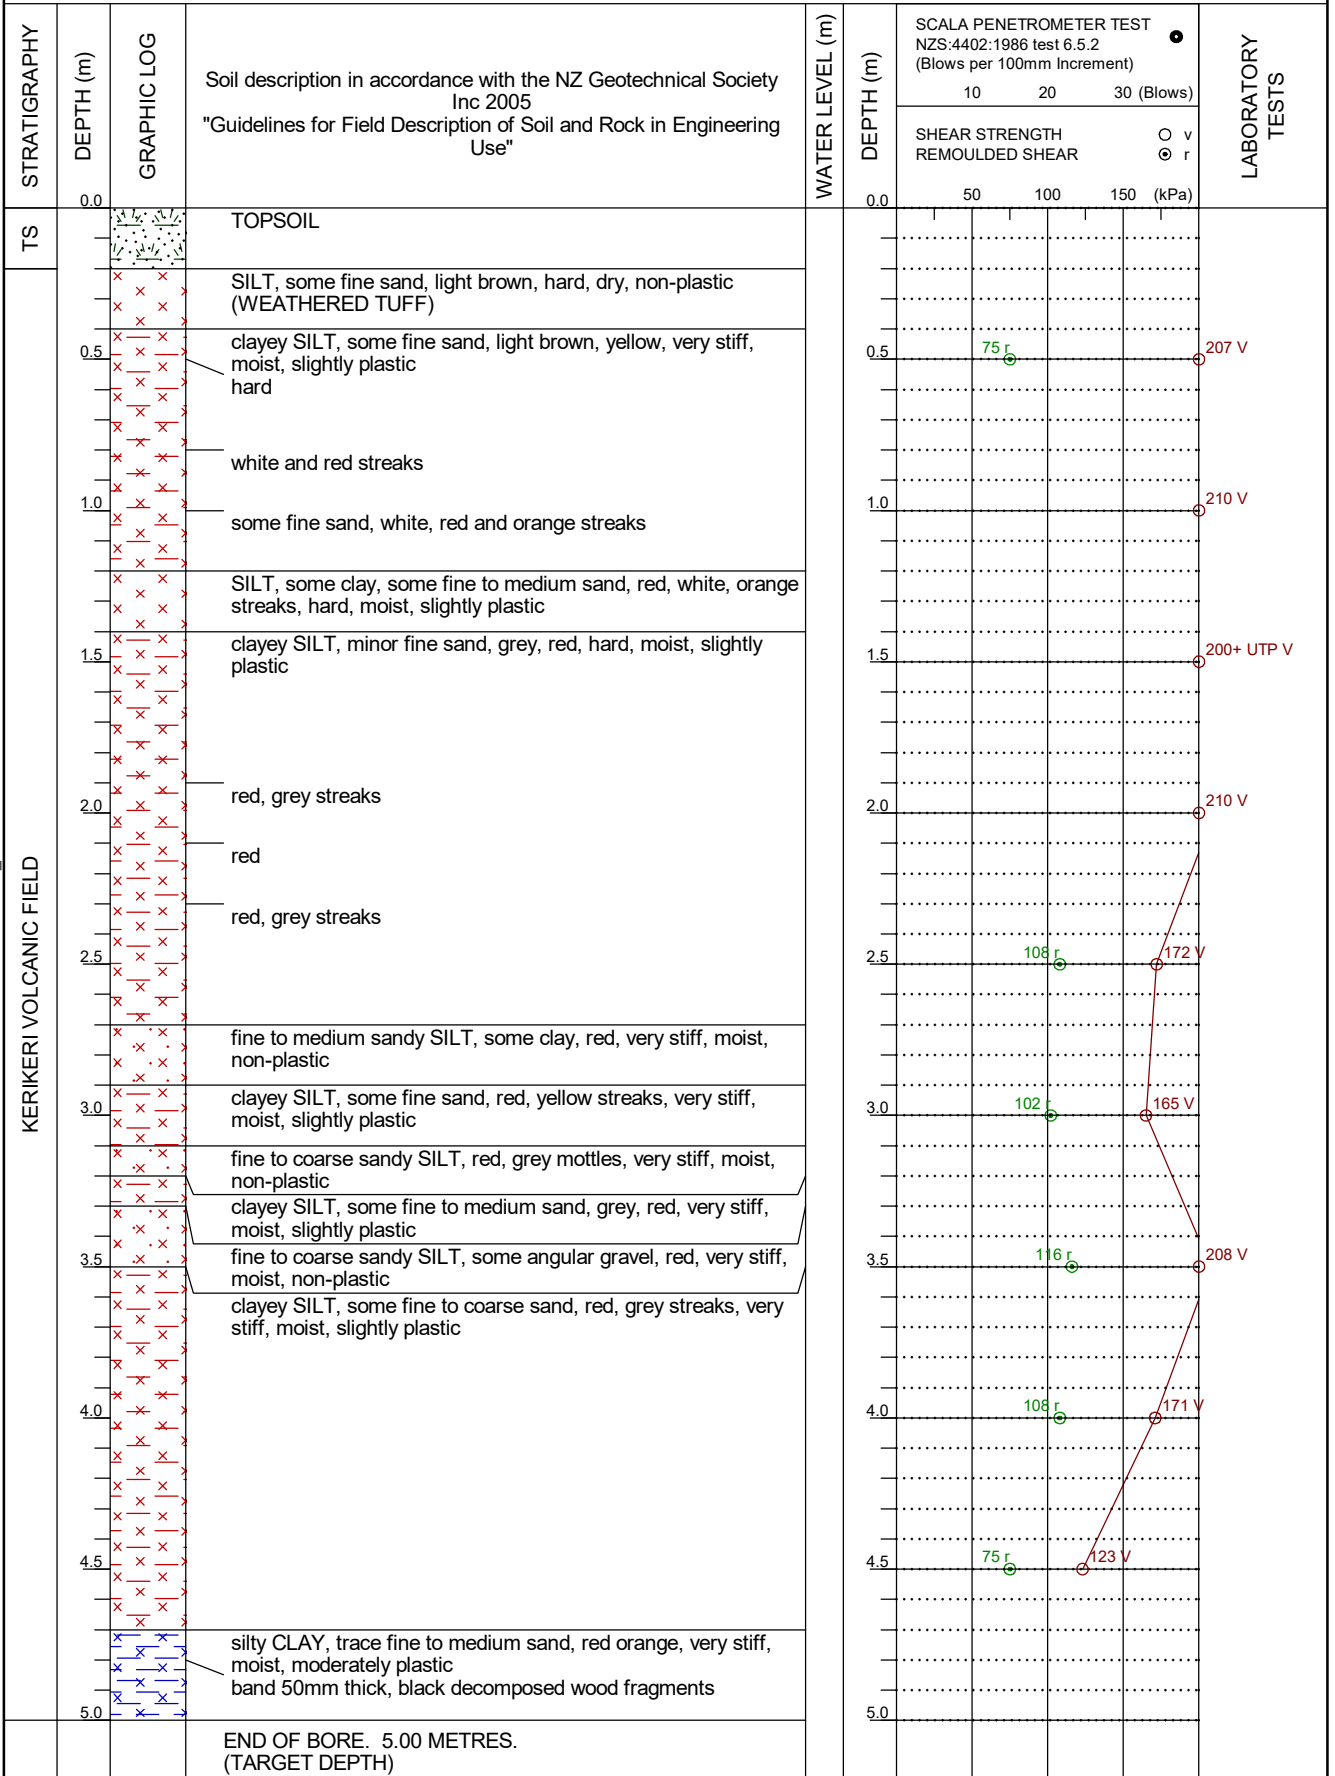 STRATIGRAPHY
DEPTH (m)
GRAPHIC LOG
Soil description in accordance with the NZ Geotechnical Society
Inc 2005
"Guidelines for Field Description of Soil and Rock in Engineering
Use"
WATER LEVEL (m)
DEPTH (m)
SCALA PENETROMETER TEST
NZS:4402:1986 test 6.5.2
(Blows per 100mm Increment)
10 20 30 (Blows)
SHEAR STRENGTH v
REMOULDED SHEAR r
50 100 150 (kPa)
LABORATORY
TESTS
0.0 0.0
TS
TOPSOIL
SILT, some fine sand, light brown, hard, dry, non-plastic
(WEATHERED TUFF)
clayey SILT, some fine sand, light brown, yellow, very stiff,
moist, slightly plastic
hard
0.5 0.5 75 r 207 V
white and red streaks
1.0 210 V
some fine sand, white, red and orange streaks
SILT, some clay, some fine to medium sand, red, white, orange
streaks, hard, moist, slightly plastic
clayey SILT, minor fine sand, grey, red, hard, moist, slightly
plastic
1.5 1.5 200+ UTP V
red, grey streaks
2.0 2.0 210 V
red
red, grey streaks
2.5 2.5 108 r 172 V
KERIKERI VOLCANIC FIELD
fine to medium sandy SILT, some clay, red, very stiff, moist,
non-plastic
clayey SILT, some fine sand, red, yellow streaks, very stiff,
moist, slightly plastic
3.0 3.0 102 r 165 V
fine to coarse sandy SILT, red, grey mottles, very stiff, moist,
non-plastic
clayey SILT, some fine to medium sand, grey, red, very stiff,
moist, slightly plastic
fine to coarse sandy SILT, some angular gravel, red, very stiff,
moist, non-plastic
3.5 3.5 116 r 208 V
clayey SILT, some fine to coarse sand, red, grey streaks, very
stiff, moist, slightly plastic
4.0 4.0 108 r 171 V
4.5 4.5 75 r 123 V
silty CLAY, trace fine to medium sand, red orange, very stiff,
moist, moderately plastic
band 50mm thick, black decomposed wood fragments
5.0 5.0
END OF BORE. 5.00 METRES.
(TARGET DEPTH)
1.0